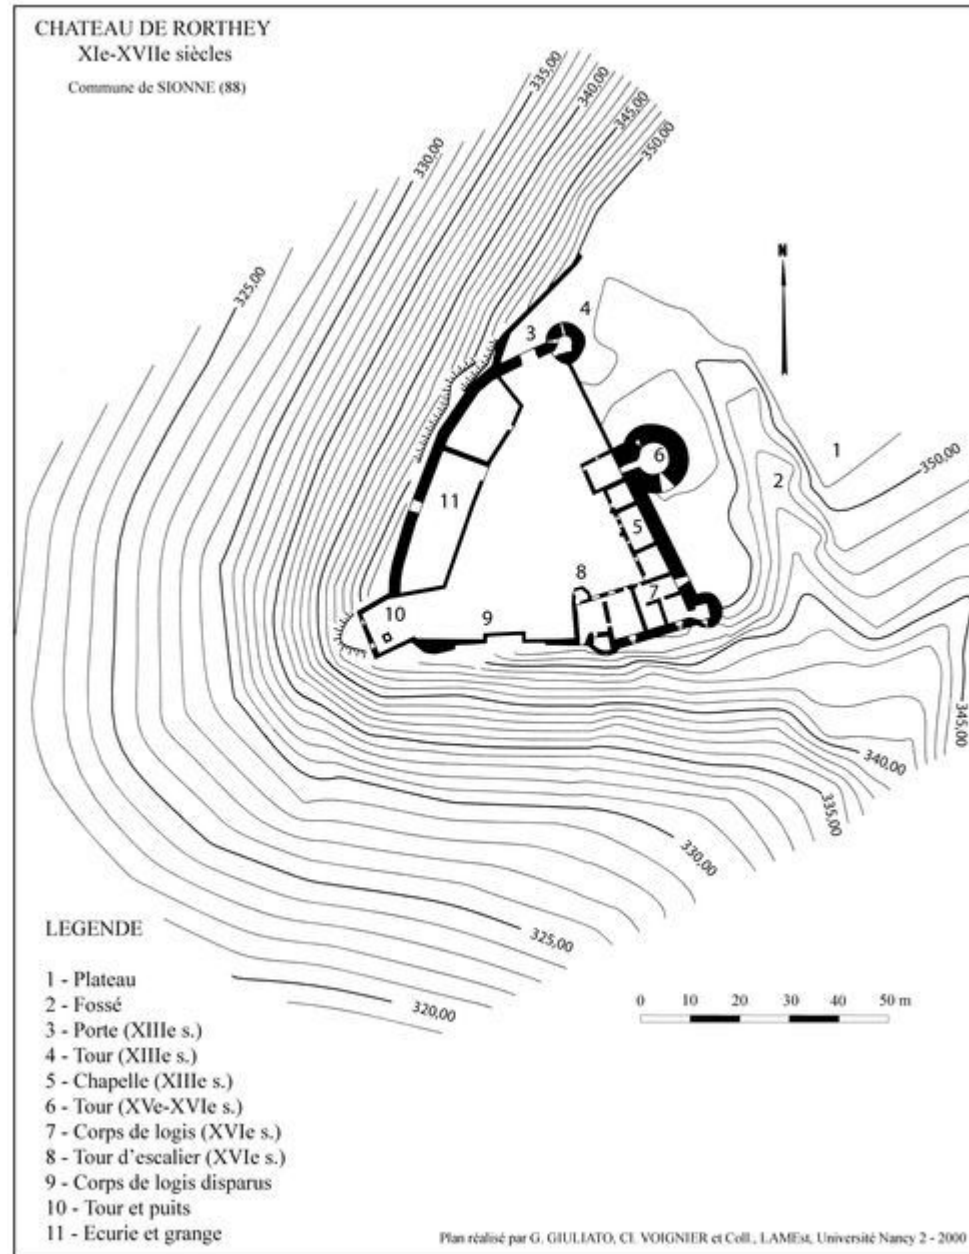 CHATEAU DE RORTHEY
XIe-XVIIe siècles
Commune de SIONNE (88)
335,00
340,00
345,00
350,00
330,00
325,00
N
4
3
1
350,00
6
2
11
5
8
7
10
9
345,00
340,00
335,00
330,00
325,00
320,00
LEGENDE
1 - Plateau
2 - Fossé
3 - Porte (XIIIe s.)
4 - Tour (XIIIe s.)
5 - Chapelle (XIIIe s.)
6 - Tour (XVe-XVIe s.)
7 - Corps de logis (XVIe s.)
8 - Tour d'escalier (XVIe s.)
9 - Corps de logis disparus
10 - Tour et puits
11 - Ecurie et grange
0 10 20 30 40 50 m
Plan réalisé par G. GIULIATO, Cl. VOIGNIER et Coll., LAMEst, Université Nancy 2 - 2000